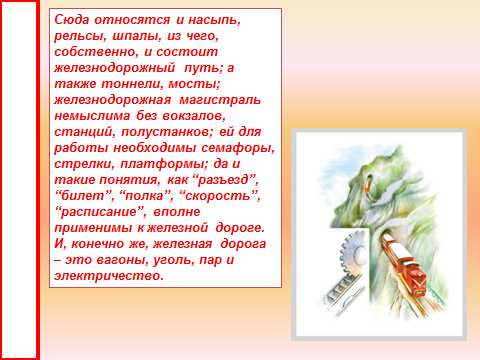 Сюда относятся и насыпь,
рельсы, шпалы, из чего,
собственно, и состоит
железнодорожный путь; а
также тоннели, мосты;
железнодорожная магистраль
немыслима без вокзалов,
станций, полустанков; ей для
работы необходимы семафоры,
стрелки, платформы; да и
такие понятия, как “разъезд”,
“билет”, “полка”, “скорость”,
“расписание”, вполне
применимы к железной дороге.
И, конечно же, железная дорога
– это вагоны, уголь, пар и
электричество.